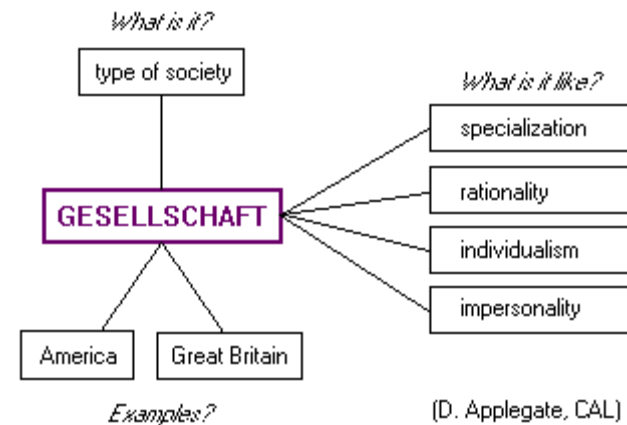 What is it?
type of society
What is it like?
specialization
rationality
GESELLSCHAFT
individualism
impersonality
America
Great Britain
Examples?
(D. Applegate, CAL)